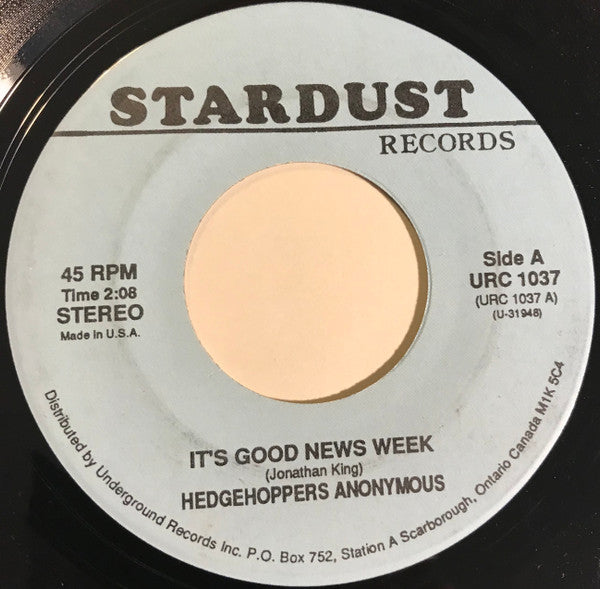 STARDUST
RECORDS
45 RPM
Time 2:08
STEREO
Made in U.S.A.
Side A
URC 1037
(URC 1037 A)
(U-31948)
IT'S GOOD NEWS WEEK
(Jonathan King)
HEDGEHOPPERS ANONYMOUS
Distributed by Underground Records Inc. P.O. Box 752, Station A Scarborough, Ontario Canada M1K 5C4